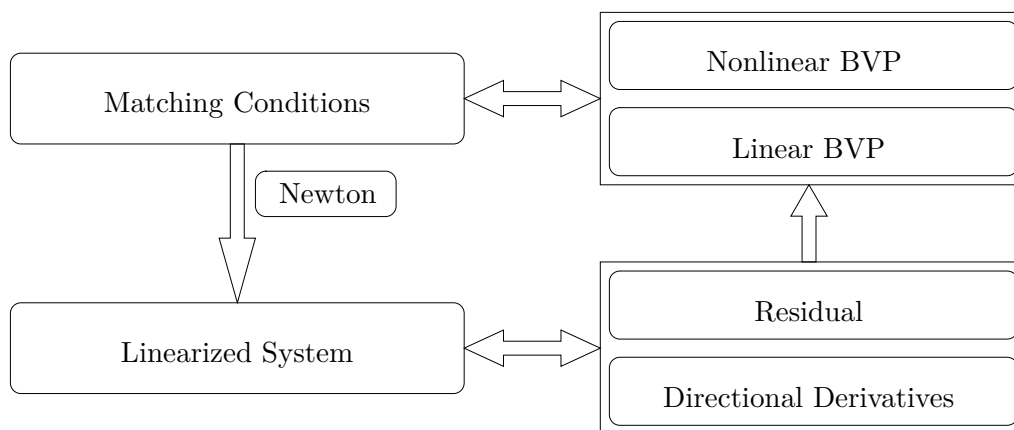 Nonlinear BVP
Matching Conditions
Linear BVP
Newton
Residual
Linearized System
Directional Derivatives